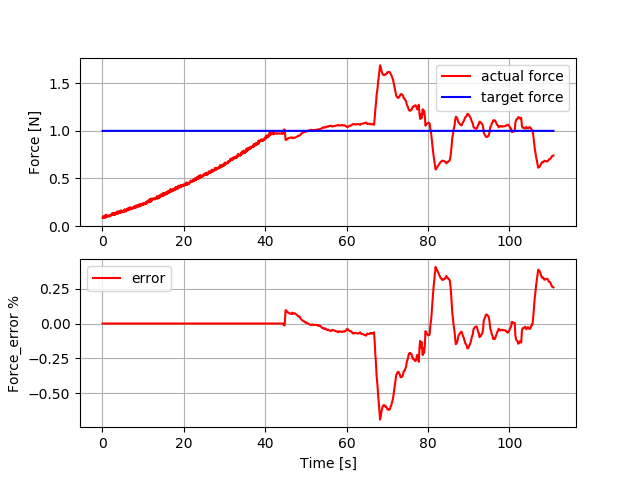 1.5
1.0
0.5
0.0
Force [N]
actual force
target force
0 20 40 60 80 100
0.25
0.00
−0.25
−0.50
Force_error %
error
0 20 40 60 80 100
Time [s]